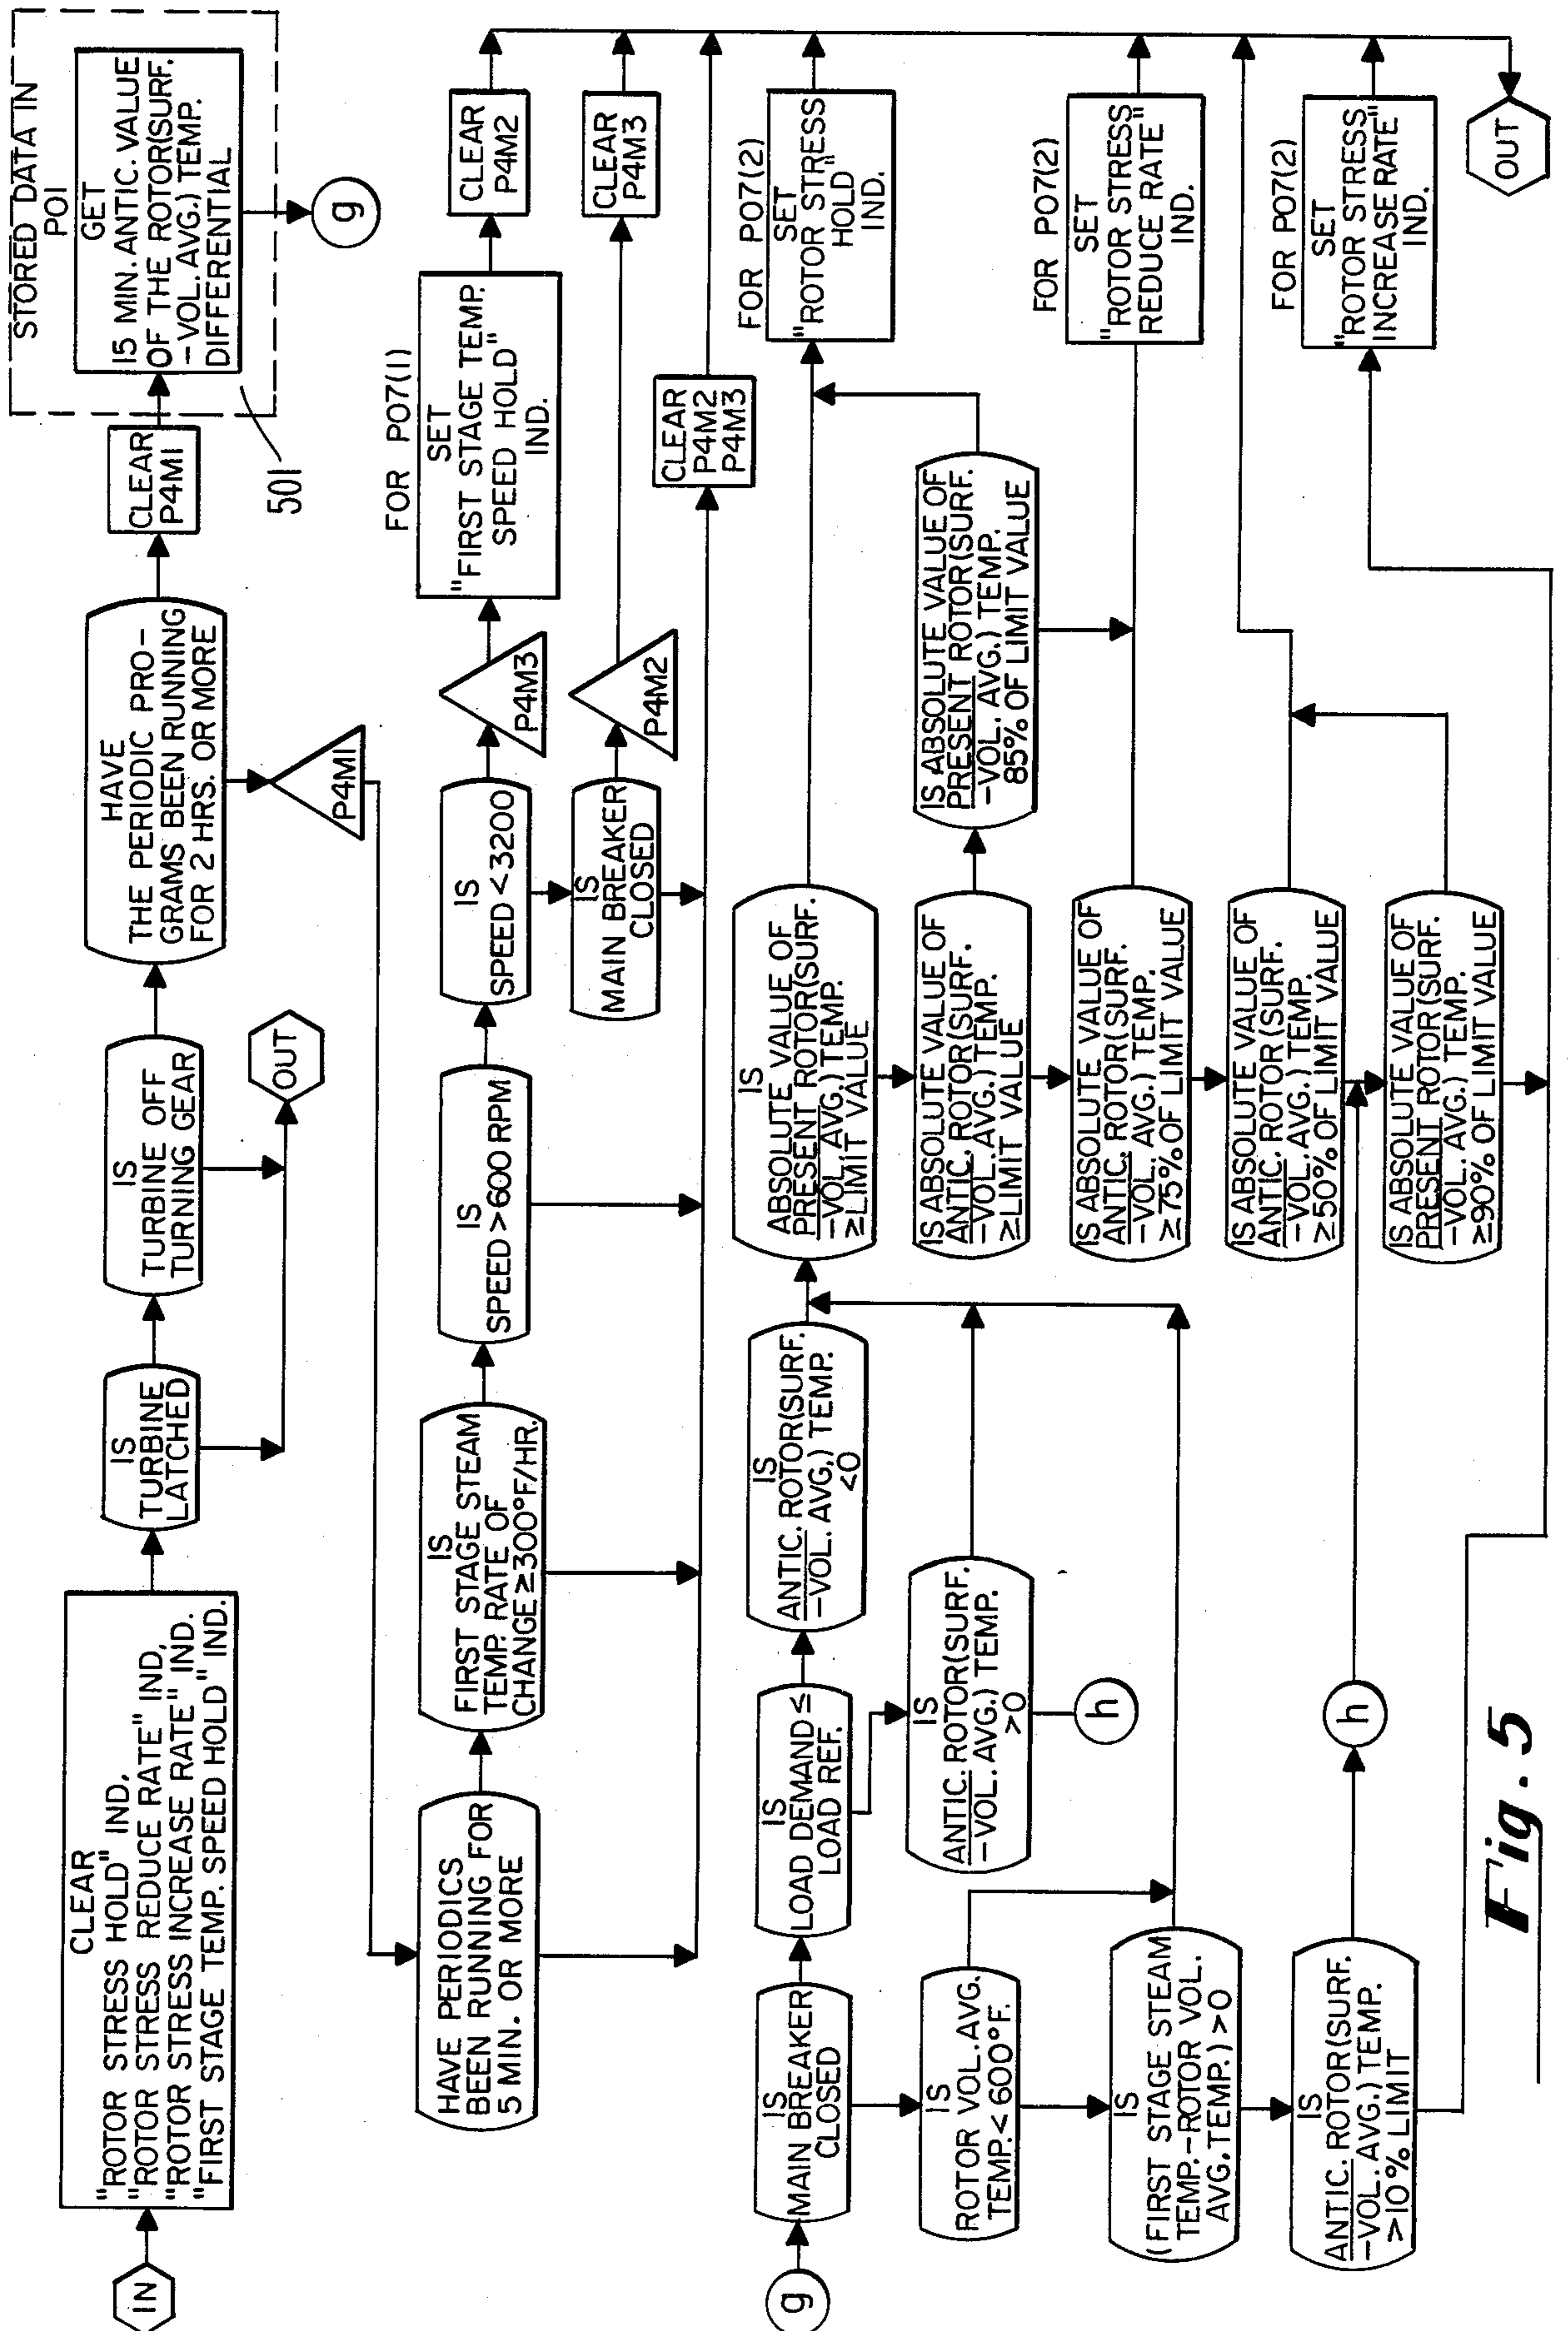 IN
CLEAR
"ROTOR STRESS HOLD" IND,
"ROTOR STRESS REDUCE RATE" IND,
"ROTOR STRESS INCREASE RATE" IND.
"FIRST STAGE TEMP. SPEED HOLD" IND.
IS
TURBINE
LATCHED
IS
TURBINE OFF
TURNING GEAR
OUT
HAVE
THE PERIODIC PRO-
GRAMS BEEN RUNNING
FOR 2 HRS. OR MORE
P4M1
CLEAR
P4M1
STORED DATA IN
PO1
GET
15 MIN. ANTIC. VALUE
OF THE ROTOR(SURF.
-VOL. AVG.) TEMP.
DIFFERENTIAL
501
g
HAVE PERIODICS
BEEN RUNNING FOR
5 MIN. OR MORE
IS
FIRST STAGE STEAM
TEMP. RATE OF
CHANGE ≥300°F/HR.
IS
SPEED >600 RPM
IS
SPEED <3200
P4M3
FOR PO7(1)
SET
"FIRST STAGE TEMP.
SPEED HOLD"
IND.
CLEAR
P4M2
IS
MAIN BREAKER
CLOSED
P4M2
CLEAR
P4M3
CLEAR
P4M2
P4M3
g
IS
MAIN BREAKER
CLOSED
IS
LOAD DEMAND ≤
LOAD REF.
IS
ANTIC. ROTOR(SURF.
-VOL. AVG,) TEMP.
<0
IS
ABSOLUTE VALUE OF
PRESENT ROTOR(SURF.
-VOL. AVG.) TEMP.
≥LIMIT VALUE
FOR PO7(2)
SET
"ROTOR STRESS
HOLD"
IND.
IS
ROTOR VOL. AVG.
TEMP. < 600°F.
IS
ANTIC. ROTOR(SURF.
-VOL. AVG.) TEMP.
>0
h
IS ABSOLUTE VALUE OF
ANTIC. ROTOR (SURF.
-VOL. AVG.) TEMP.
≥LIMIT VALUE
IS ABSOLUTE VALUE OF
PRESENT ROTOR(SURF.
-VOL. AVG.) TEMP.
85% OF LIMIT VALUE
IS
(FIRST STAGE STEAM
TEMP.-ROTOR VOL.
AVG. TEMP.) >0
IS ABSOLUTE VALUE OF
ANTIC. ROTOR (SURF.
-VOL. AVG.) TEMP.
≥75% OF LIMIT VALUE
FOR PO7(2)
SET
"ROTOR STRESS
REDUCE RATE"
IND.
IS
ANTIC. ROTOR(SURF.
-VOL. AVG.) TEMP.
>10% LIMIT
h
IS ABSOLUTE VALUE OF
ANTIC. ROTOR (SURF.
-VOL. AVG.) TEMP.
≥50% OF LIMIT VALUE
IS ABSOLUTE VALUE OF
PRESENT ROTOR (SURF.
-VOL. AVG.) TEMP.
≥90% OF LIMIT VALUE
FOR PO7(2)
SET
"ROTOR STRESS
INCREASE RATE"
IND.
OUT
Fig. 5